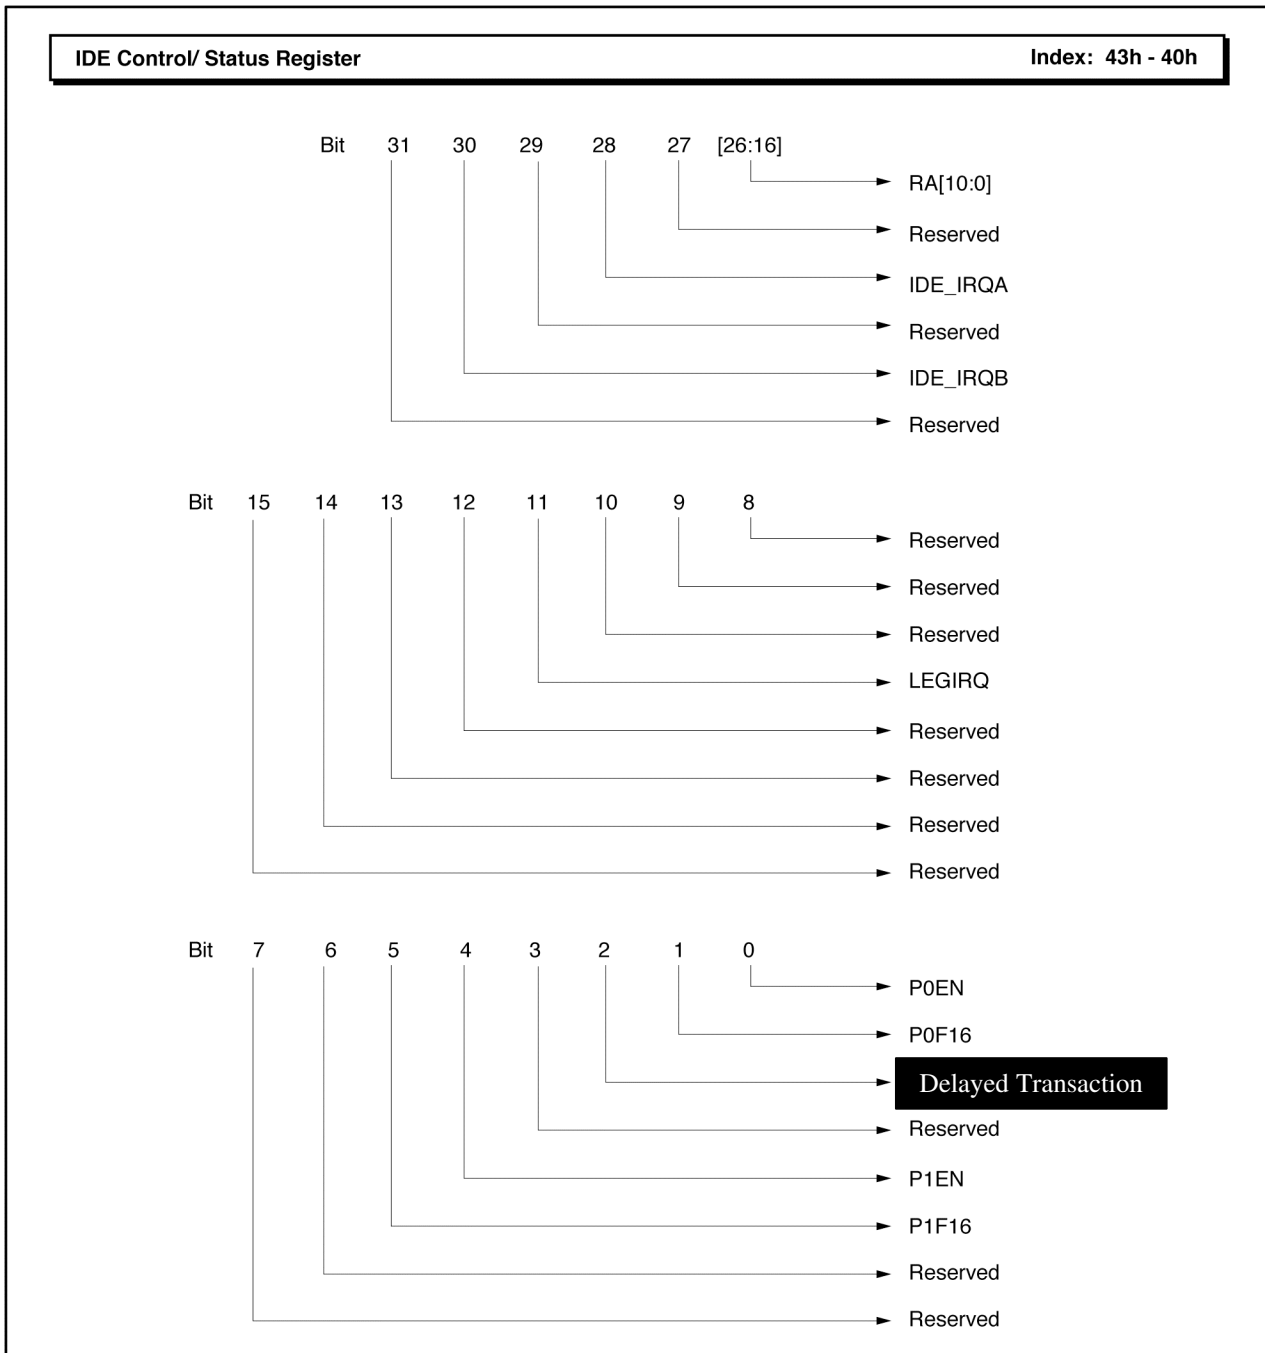 IDE Control/ Status Register Index: 43h - 40h
Bit 31 30 29 28 27 [26:16]
RA[10:0]
Reserved
IDE_IRQA
Reserved
IDE_IRQB
Reserved
Bit 15 14 13 12 11 10 9 8
Reserved
Reserved
Reserved
LEGIRQ
Reserved
Reserved
Reserved
Reserved
Bit 7 6 5 4 3 2 1 0
P0EN
P0F16
Delayed Transaction
Reserved
P1EN
P1F16
Reserved
Reserved